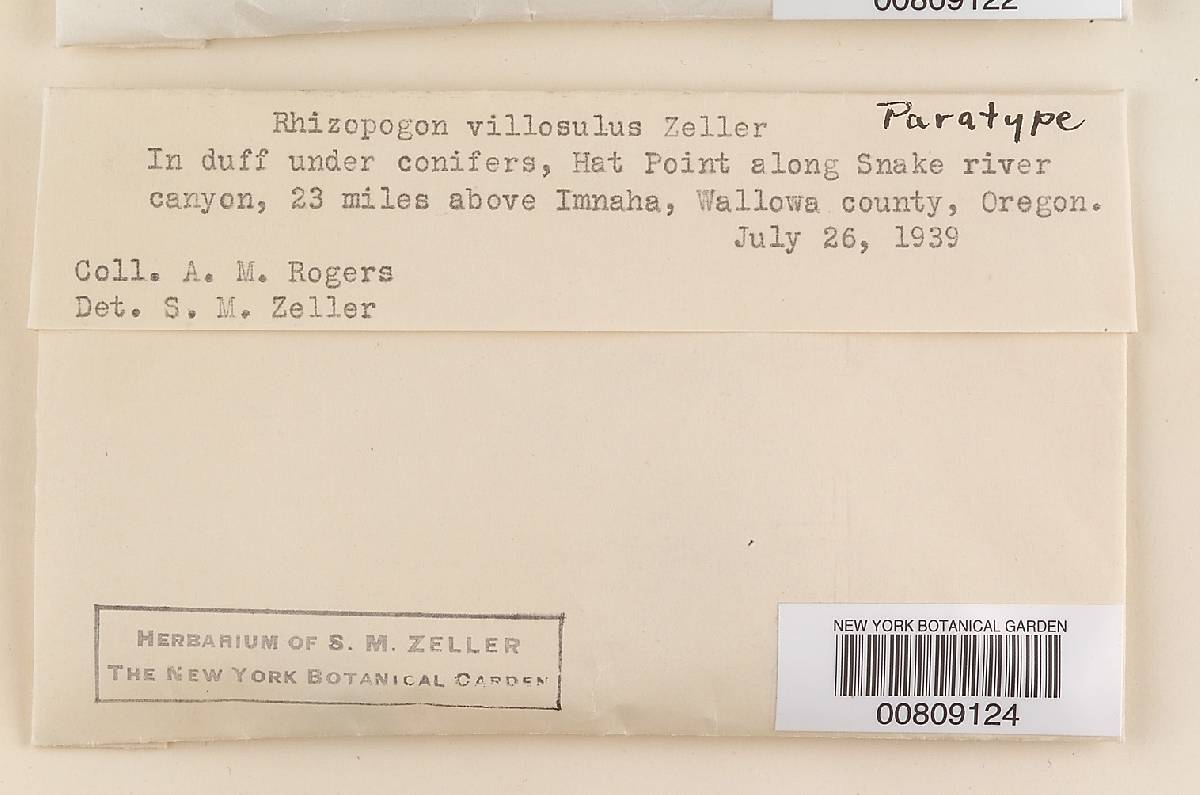 00809122
Rhizopogon villosulus Zeller
Paratype
In duff under conifers, Hat Point along Snake river
canyon, 23 miles above Imnaha, Wallowa county, Oregon.
July 26, 1939
Coll. A. M. Rogers
Det. S. M. Zeller
HERBARIUM OF S. M. ZELLER
THE NEW YORK BOTANICAL GARDEN
NEW YORK BOTANICAL GARDEN
00809124